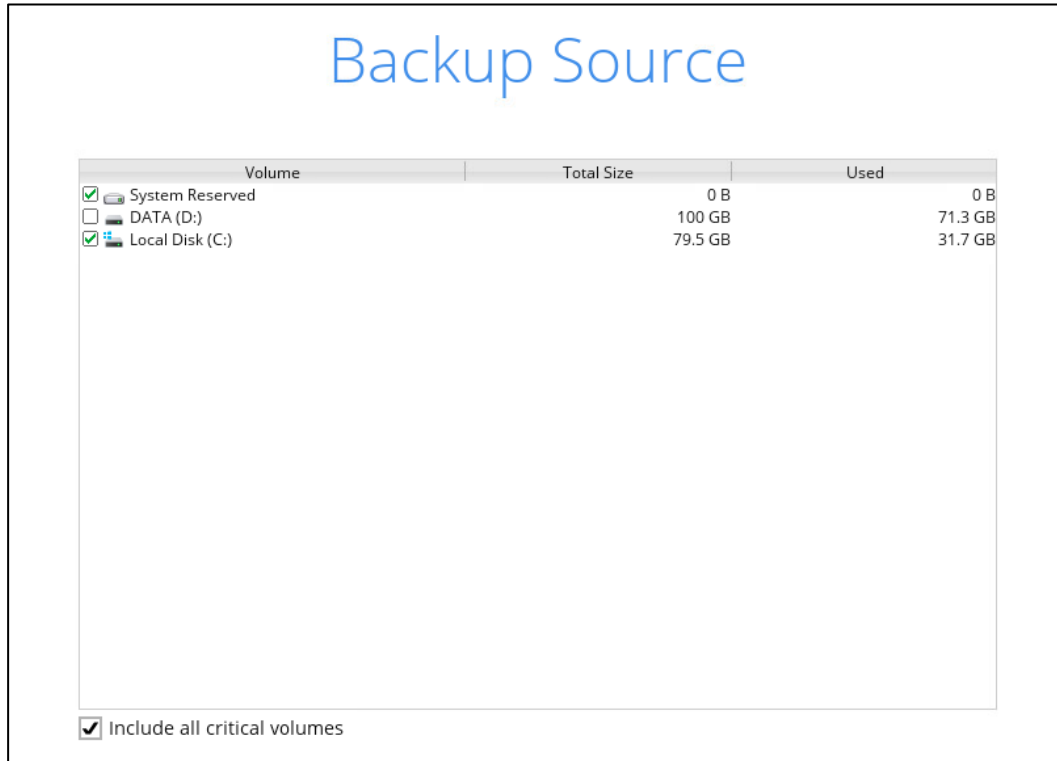 Backup Source
Volume Total Size Used
System Reserved 0 B 0 B
DATA (D:) 100 GB 71.3 GB
Local Disk (C:) 79.5 GB 31.7 GB
Include all critical volumes